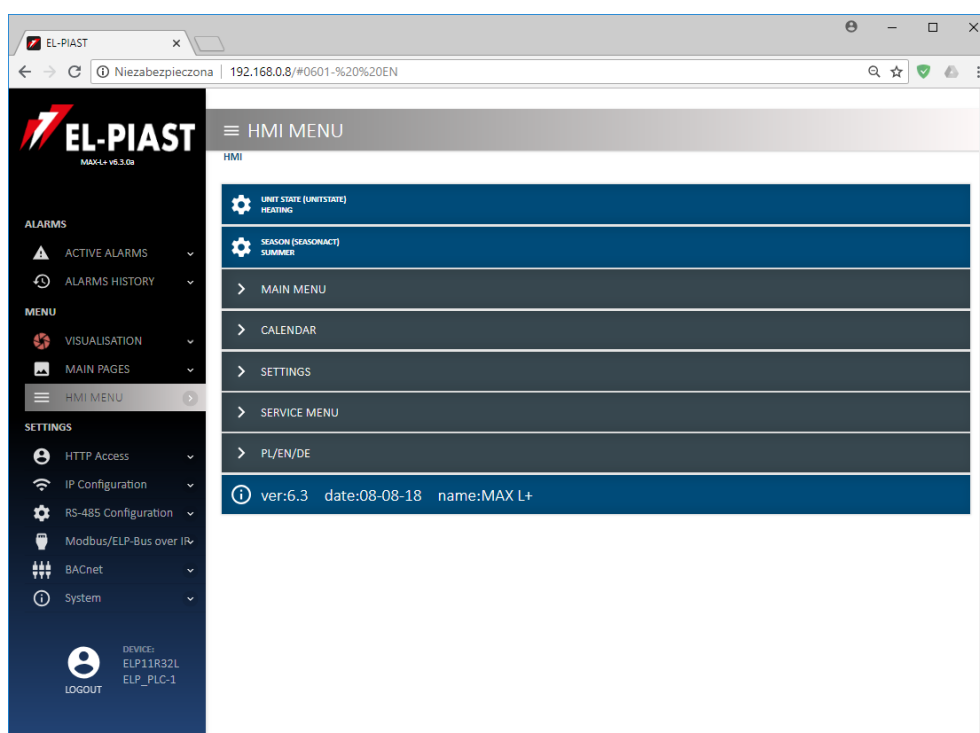 EL-PIAST
Niezabezpieczona
192.168.0.8/#0601-%20%20EN
EL-PIAST
MAX-L+ v6.3.0a
ALARMS
ACTIVE ALARMS
ALARMS HISTORY
MENU
VISUALISATION
MAIN PAGES
HMI MENU
SETTINGS
HTTP Access
IP Configuration
RS-485 Configuration
Modbus/ELP-Bus over IP
BACnet
System
LOGOUT
DEVICE:
ELP11R32L
ELP_PLC-1
HMI MENU
HMI
UNIT STATE (UNITSTATE)
HEATING
SEASON (SEASONACT)
SUMMER
MAIN MENU
CALENDAR
SETTINGS
SERVICE MENU
PL/EN/DE
ver:6.3 date:08-08-18 name:MAX L+